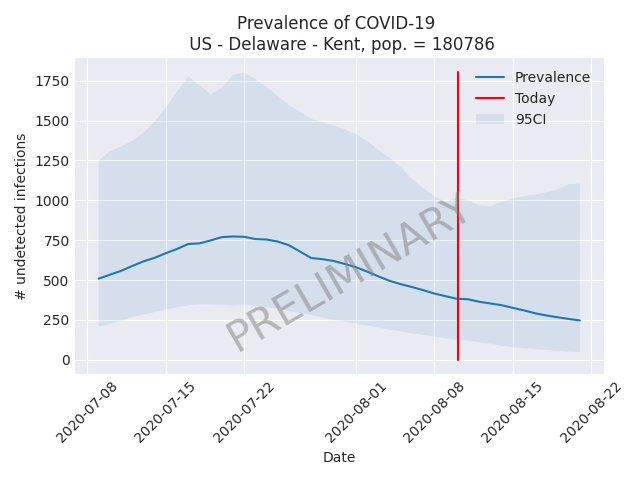 Prevalence of COVID-19
US - Delaware - Kent, pop. = 180786
# undetected infections
1750
1500
1250
1000
750
500
250
0
Prevalence
Today
95CI
PRELIMINARY
2020-07-08
2020-07-15
2020-07-22
2020-08-01
2020-08-08
2020-08-15
2020-08-22
Date